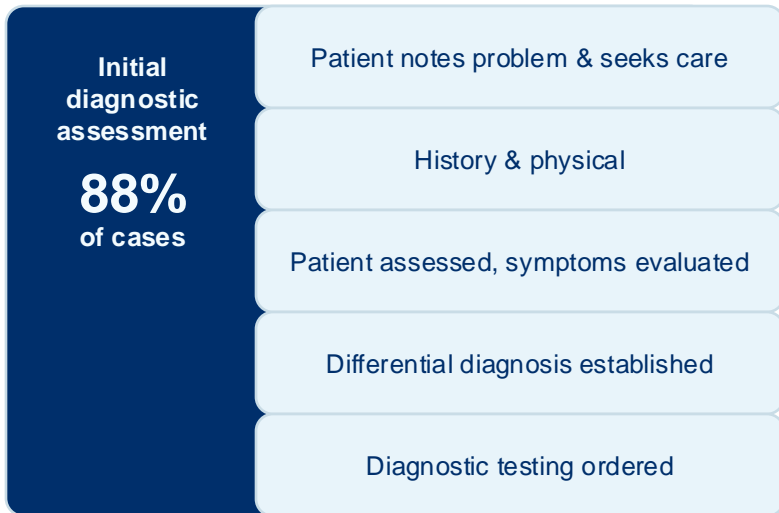 Initial
diagnostic
assessment
88%
of cases
Patient notes problem & seeks care
History & physical
Patient assessed, symptoms evaluated
Differential diagnosis established
Diagnostic testing ordered